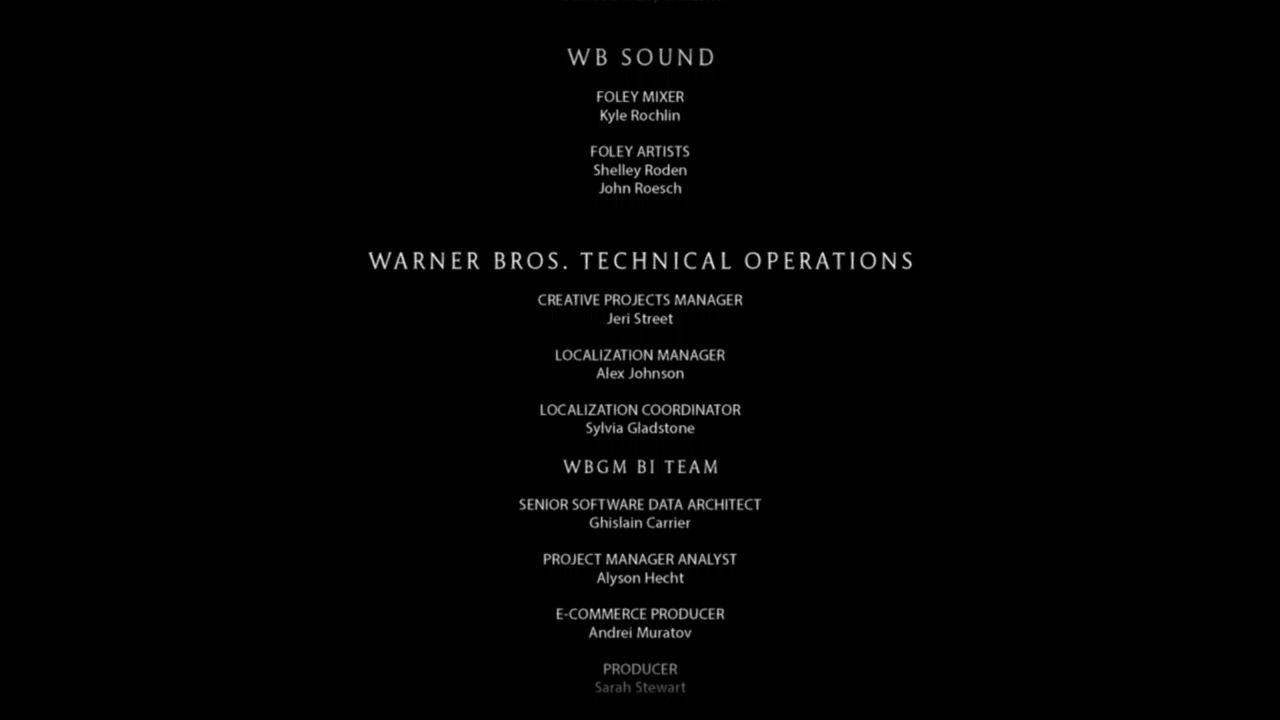 WB SOUND
FOLEY MIXER
Kyle Rochlin
FOLEY ARTISTS
Shelley Roden
John Roesch
WARNER BROS. TECHNICAL OPERATIONS
CREATIVE PROJECTS MANAGER
Jeri Street
LOCALIZATION MANAGER
Alex Johnson
LOCALIZATION COORDINATOR
Sylvia Gladstone
WBGM BI TEAM
SENIOR SOFTWARE DATA ARCHITECT
Ghislain Carrier
PROJECT MANAGER ANALYST
Alyson Hecht
E-COMMERCE PRODUCER
Andrei Muratov
PRODUCER
Sarah Stewart